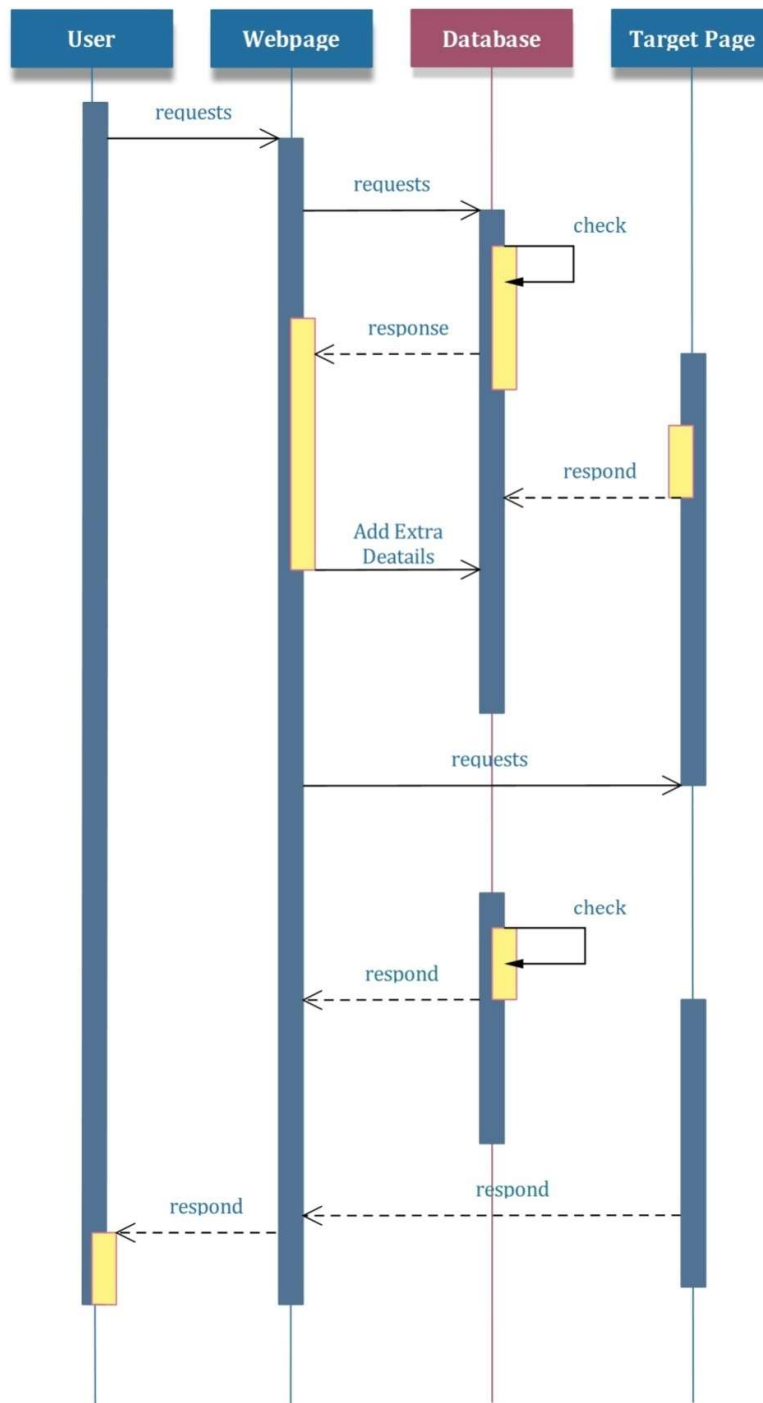 User
Webpage
Database
Target Page
requests
requests
check
response
respond
Add Extra
Deatails
requests
check
respond
respond
respond